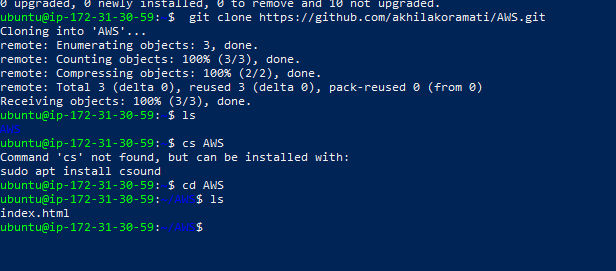 0 upgraded, 0 newly installed, 0 to remove and 10 not upgraded.
ubuntu@ip-172-31-30-59:~$  git clone https://github.com/akhilakoramati/AWS.git
Cloning into 'AWS'...
remote: Enumerating objects: 3, done.
remote: Counting objects: 100% (3/3), done.
remote: Compressing objects: 100% (2/2), done.
remote: Total 3 (delta 0), reused 3 (delta 0), pack-reused 0 (from 0)
Receiving objects: 100% (3/3), done.
ubuntu@ip-172-31-30-59:~$ ls
AWS
ubuntu@ip-172-31-30-59:~$ cs AWS
Command 'cs' not found, but can be installed with:
sudo apt install csound
ubuntu@ip-172-31-30-59:~$ cd AWS
ubuntu@ip-172-31-30-59:~/AWS$ ls
index.html
ubuntu@ip-172-31-30-59:~/AWS$